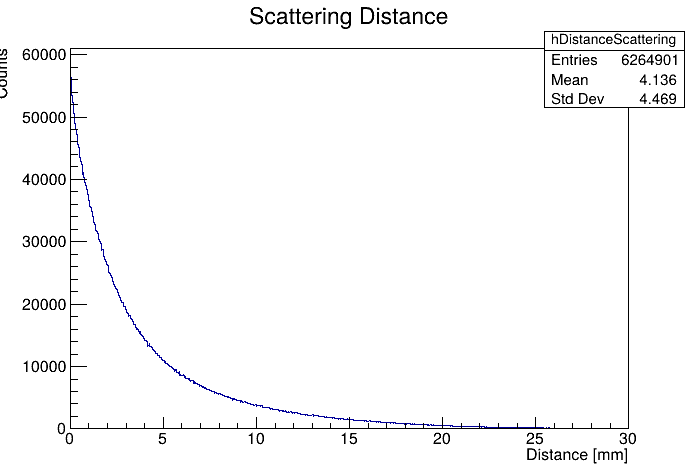 Scattering Distance
hDistanceScattering
Entries 6264901
Mean 4.136
Std Dev 4.469
Counts
60000
50000
40000
30000
20000
10000
0
0 5 10 15 20 25 30
Distance [mm]